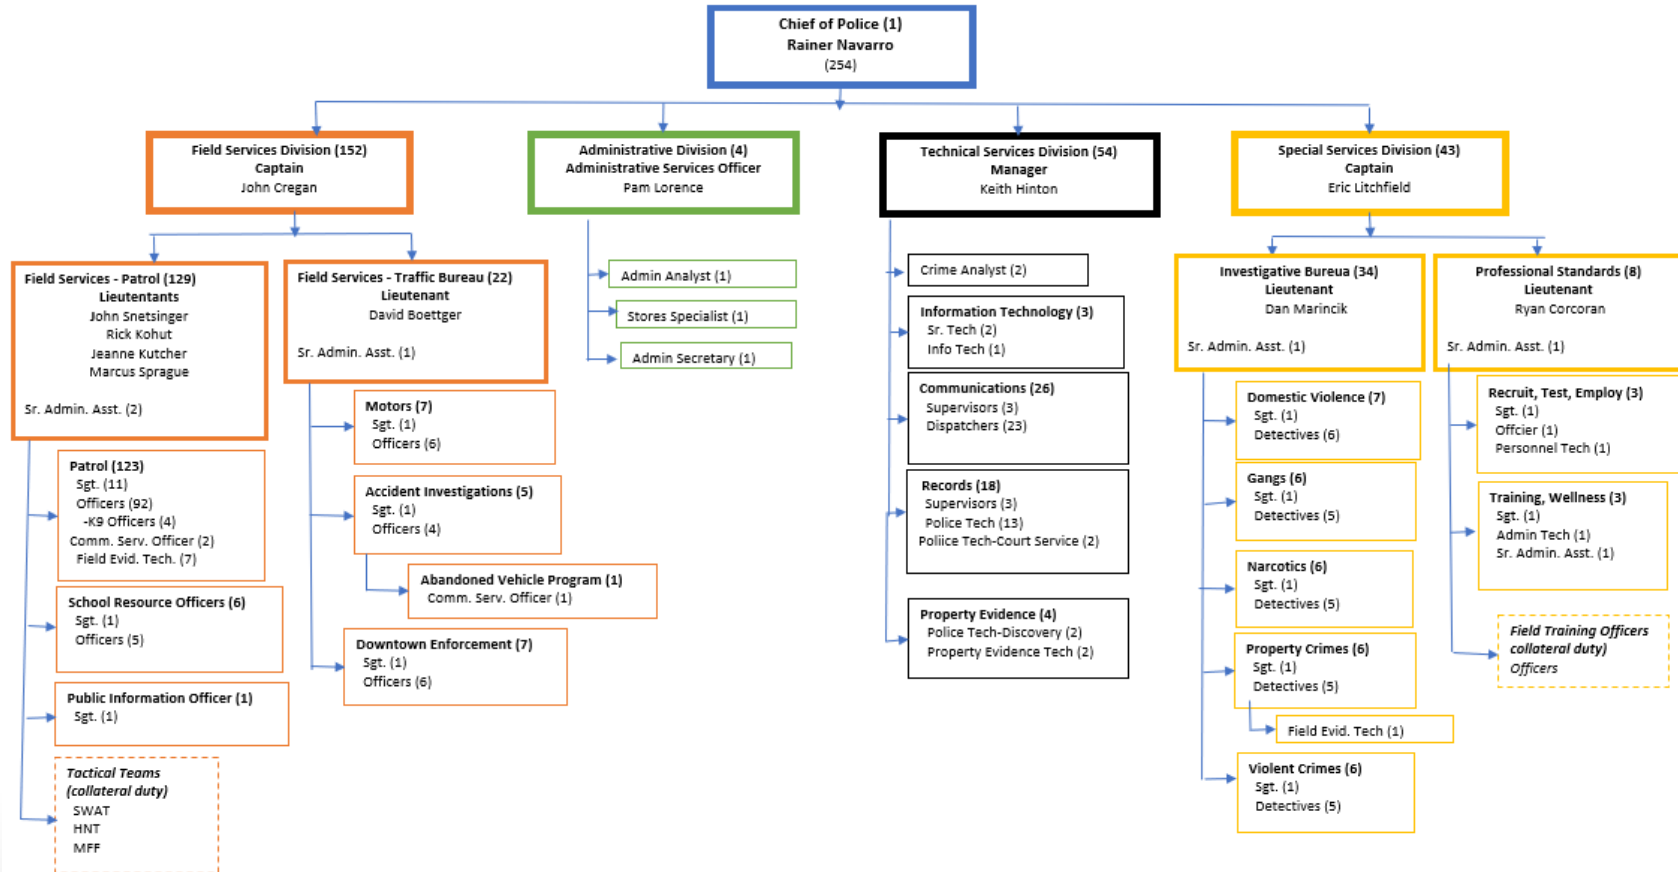 Chief of Police (1)
Rainer Navarro
(254)
Field Services Division (152)
Captain
John Cregan
Administrative Division (4)
Administrative Services Officer
Pam Lorence
Technical Services Division (54)
Manager
Keith Hinton
Special Services Division (43)
Captain
Eric Litchfield
Field Services - Patrol (129)
Lieutentants
John Snetsinger
Rick Kohut
Jeanne Kutcher
Marcus Sprague
Sr. Admin. Asst. (2)
Patrol (123)
Sgt. (11)
Officers (92)
-K9 Officers (4)
Comm. Serv. Officer (2)
Field Evid. Tech. (7)
School Resource Officers (6)
Sgt. (1)
Officers (5)
Public Information Officer (1)
Sgt. (1)
Tactical Teams
(collateral duty)
SWAT
HNT
MFF
Field Services - Traffic Bureau (22)
Lieutenant
David Boettger
Sr. Admin. Asst. (1)
Motors (7)
Sgt. (1)
Officers (6)
Accident Investigations (5)
Sgt. (1)
Officers (4)
Abandoned Vehicle Program (1)
Comm. Serv. Officer (1)
Downtown Enforcement (7)
Sgt. (1)
Officers (6)
Admin Analyst (1)
Stores Specialist (1)
Admin Secretary (1)
Crime Analyst (2)
Information Technology (3)
Sr. Tech (2)
Info Tech (1)
Communications (26)
Supervisors (3)
Dispatchers (23)
Records (18)
Supervisors (3)
Police Tech (13)
Poliice Tech-Court Service (2)
Property Evidence (4)
Police Tech-Discovery (2)
Property Evidence Tech (2)
Investigative Bureua (34)
Lieutenant
Dan Marincik
Sr. Admin. Asst. (1)
Domestic Violence (7)
Sgt. (1)
Detectives (6)
Gangs (6)
Sgt. (1)
Detectives (5)
Narcotics (6)
Sgt. (1)
Detectives (5)
Property Crimes (6)
Sgt. (1)
Detectives (5)
Field Evid. Tech (1)
Violent Crimes (6)
Sgt. (1)
Detectives (5)
Professional Standards (8)
Lieutenant
Ryan Corcoran
Sr. Admin. Asst. (1)
Recruit, Test, Employ (3)
Sgt. (1)
Offcier (1)
Personnel Tech (1)
Training, Wellness (3)
Sgt. (1)
Admin Tech (1)
Sr. Admin. Asst. (1)
Field Training Officers
collateral duty)
Officers